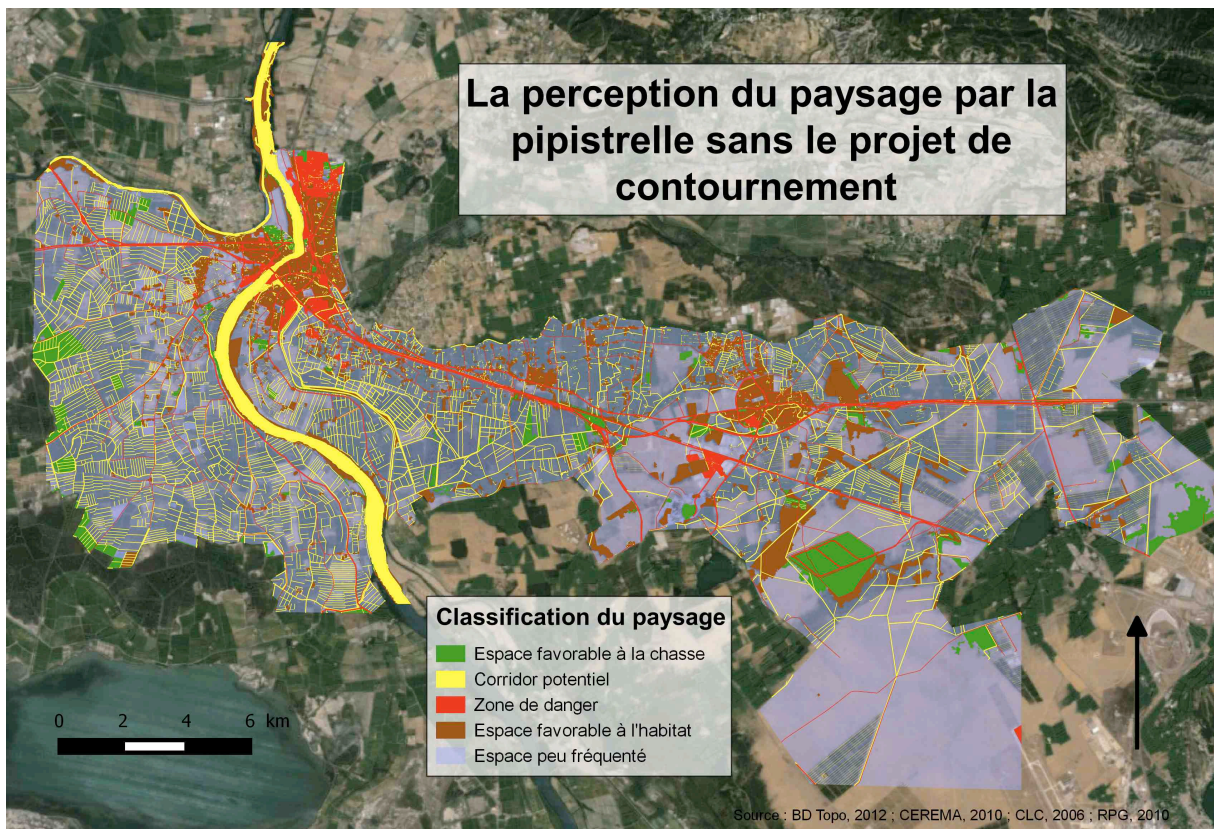 La perception du paysage par la
pipistrelle sans le projet de
contournement
Classification du paysage
Espace favorable à la chasse
Corridor potentiel
Zone de danger
Espace favorable à l'habitat
Espace peu fréquenté
0 2 4 6 km
Source : BD Topo, 2012 ; CEREMA, 2010 ; CLC, 2006 ; RPG, 2010